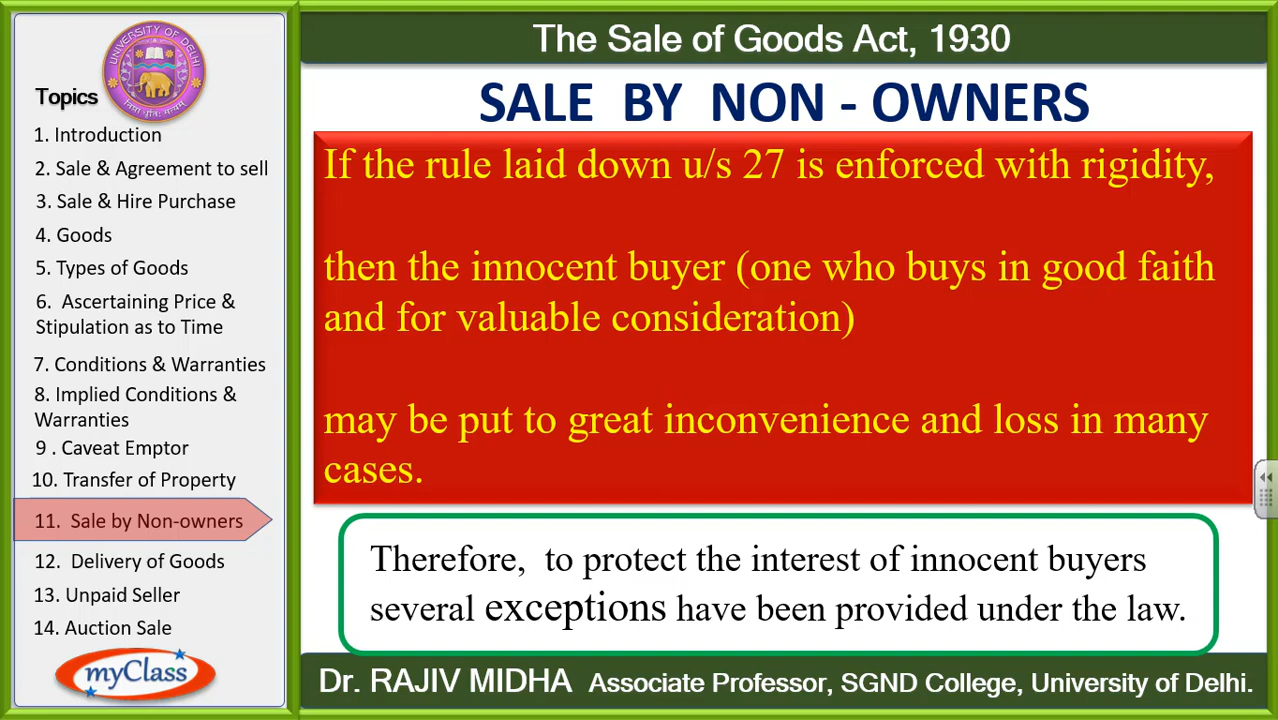 UNIVERSITY OF DELHI
Topics
1. Introduction
2. Sale & Agreement to sell
3. Sale & Hire Purchase
4. Goods
5. Types of Goods
6. Ascertaining Price &
Stipulation as to Time
7. Conditions & Warranties
8. Implied Conditions &
Warranties
9 . Caveat Emptor
10. Transfer of Property
11. Sale by Non-owners
12. Delivery of Goods
13. Unpaid Seller
14. Auction Sale
myClass
The Sale of Goods Act, 1930
SALE BY NON - OWNERS
If the rule laid down u/s 27 is enforced with rigidity,
then the innocent buyer (one who buys in good faith
and for valuable consideration)
may be put to great inconvenience and loss in many
cases.
Therefore, to protect the interest of innocent buyers
several exceptions have been provided under the law.
Dr. RAJIV MIDHA Associate Professor, SGND College, University of Delhi.